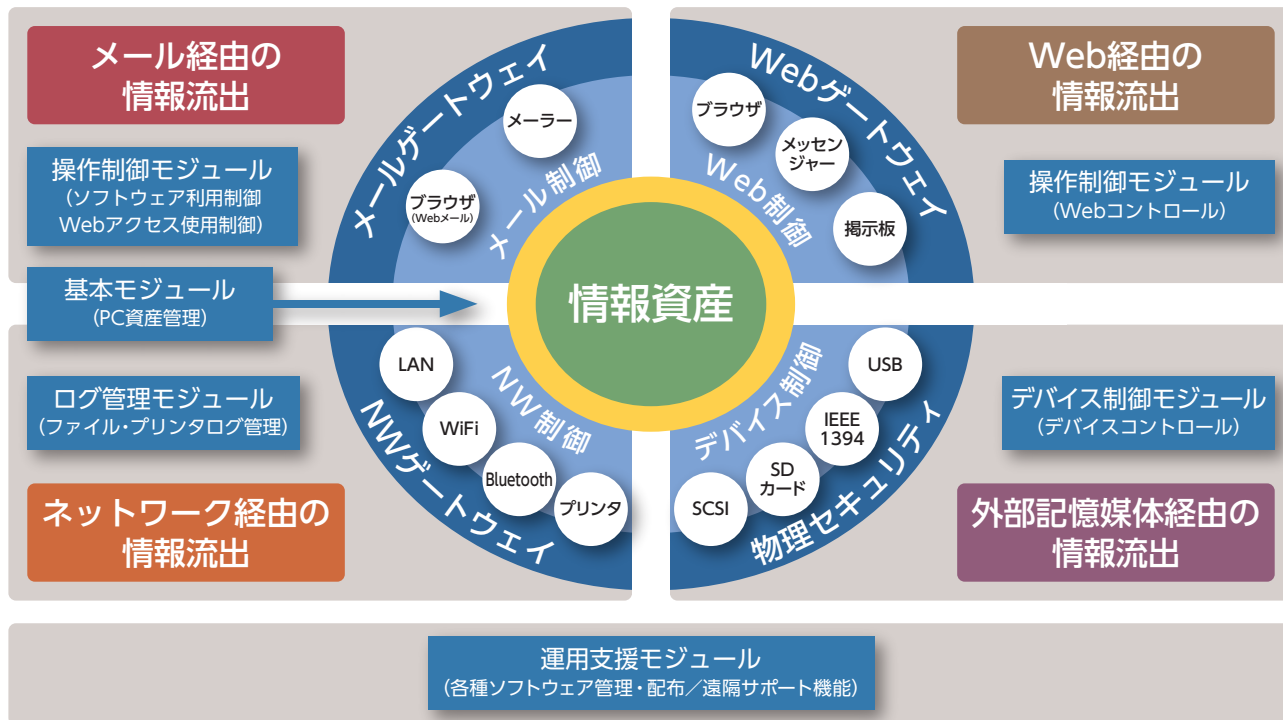 メール経由の
情報流出
操作制御モジュール
(ソフトウェア利用制御
Webアクセス使用制御)
メールゲートウェイ
メール制御
メーラー
ブラウザ
(Webメール)
Web経由の
情報流出
操作制御モジュール
(Webコントロール)
Webゲートウェイ
Web制御
ブラウザ
メッセン
ジャー
掲示板
基本モジュール
(PC資産管理)
情報資産
ログ管理モジュール
(ファイル・プリンタログ管理)
ネットワーク経由の
情報流出
NWゲートウェイ
NW制御
LAN
WiFi
Bluetooth
プリンタ
デバイス制御モジュール
(デバイスコントロール)
外部記憶媒体経由の
情報流出
物理セキュリティ
デバイス制御
USB
IEEE
1394
SD
カード
SCSI
運用支援モジュール
(各種ソフトウェア管理・配布／遠隔サポート機能)